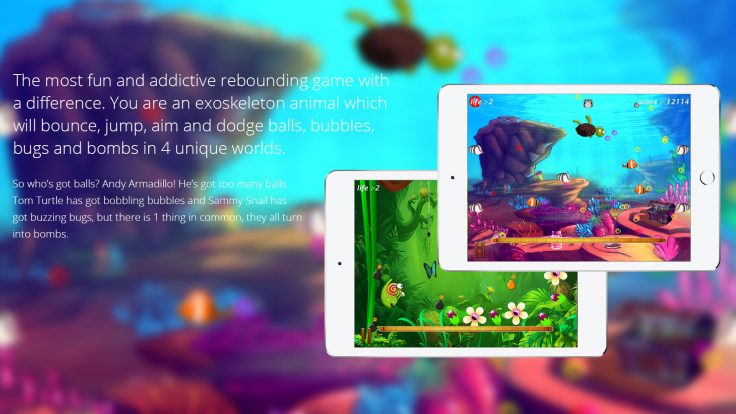 The most fun and addictive rebounding game with
a difference. You are an exoskeleton animal which
will bounce, jump, aim and dodge balls, bubbles,
bugs and bombs in 4 unique worlds.
So who's got balls? Andy Armadillo! He's got too many balls.
Tom Turtle has got bobbling bubbles and Sammy Snail has
got buzzing bugs, but there is 1 thing in common, they all turn
into bombs.
life :-2
Score :- 12114
life :-2